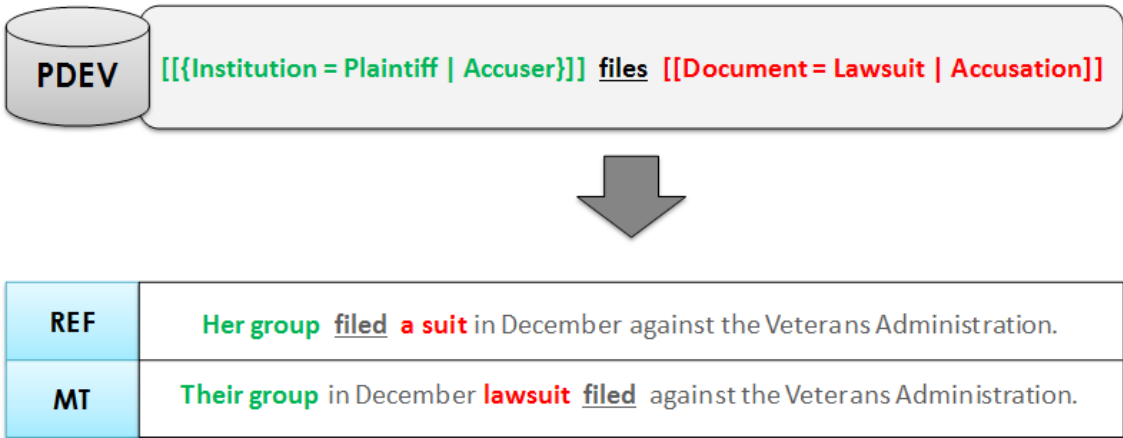 PDEV
[[{Institution = Plaintiff | Accuser}]] files [[Document = Lawsuit | Accusation]]
REF
Her group filed a suit in December against the Veterans Administration.
MT
Their group in December lawsuit filed against the Veterans Administration.